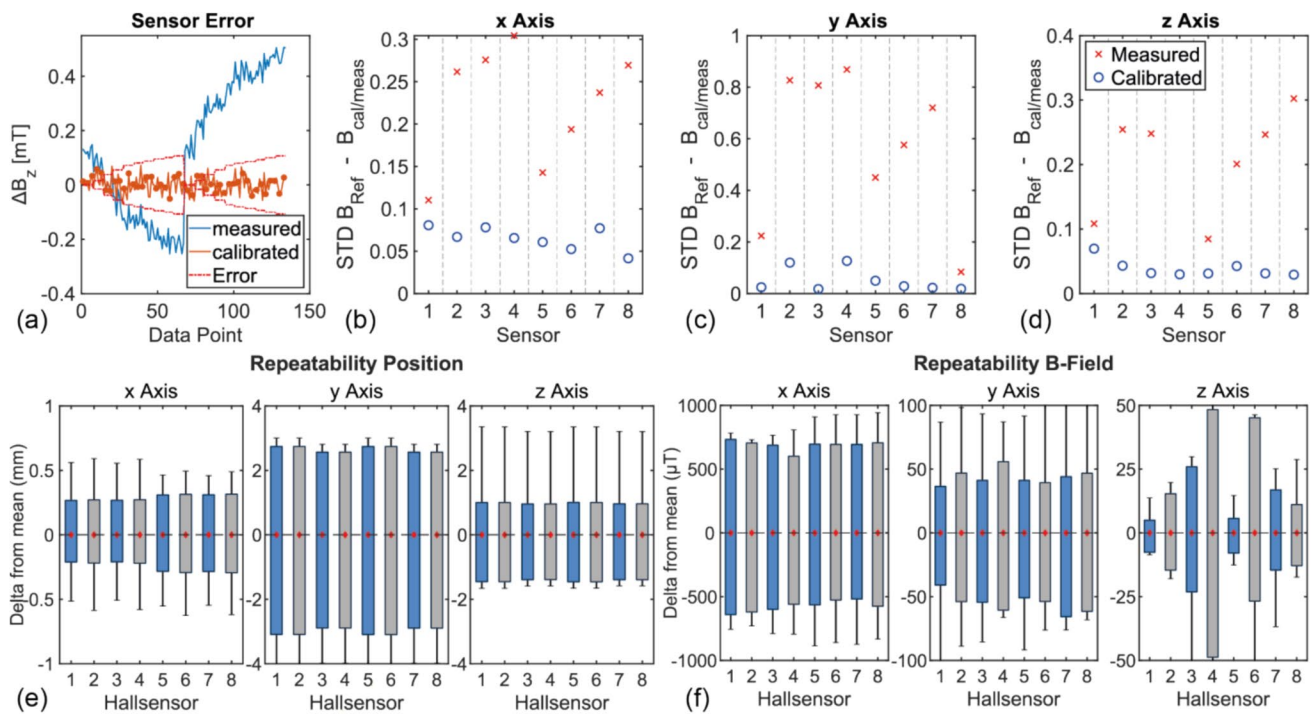 Sensor Error
ΔB_z [mT]
0.4
0.2
0
-0.2
-0.4
0
50
100
150
Data Point
measured
calibrated
Error
(a)
x Axis
STD B_Ref - B_cal/meas
0.3
0.25
0.2
0.15
0.1
0.05
0
1 2 3 4 5 6 7 8
Sensor
(b)
y Axis
STD B_Ref - B_cal/meas
1
0.8
0.6
0.4
0.2
0
1 2 3 4 5 6 7 8
Sensor
(c)
z Axis
STD B_Ref - B_cal/meas
0.4
0.3
0.2
0.1
0
Measured
Calibrated
1 2 3 4 5 6 7 8
Sensor
(d)
Repeatability Position
x Axis
Delta from mean (mm)
1
0.5
0
-0.5
-1
1 2 3 4 5 6 7 8
Hallsensor
(e)
y Axis
4
2
0
-2
-4
1 2 3 4 5 6 7 8
Hallsensor
z Axis
4
2
0
-2
-4
1 2 3 4 5 6 7 8
Hallsensor
Repeatability B-Field
x Axis
Delta from mean (μT)
1000
500
0
-500
-1000
1 2 3 4 5 6 7 8
Hallsensor
(f)
y Axis
100
50
0
-50
-100
1 2 3 4 5 6 7 8
Hallsensor
z Axis
50
25
0
-25
-50
1 2 3 4 5 6 7 8
Hallsensor